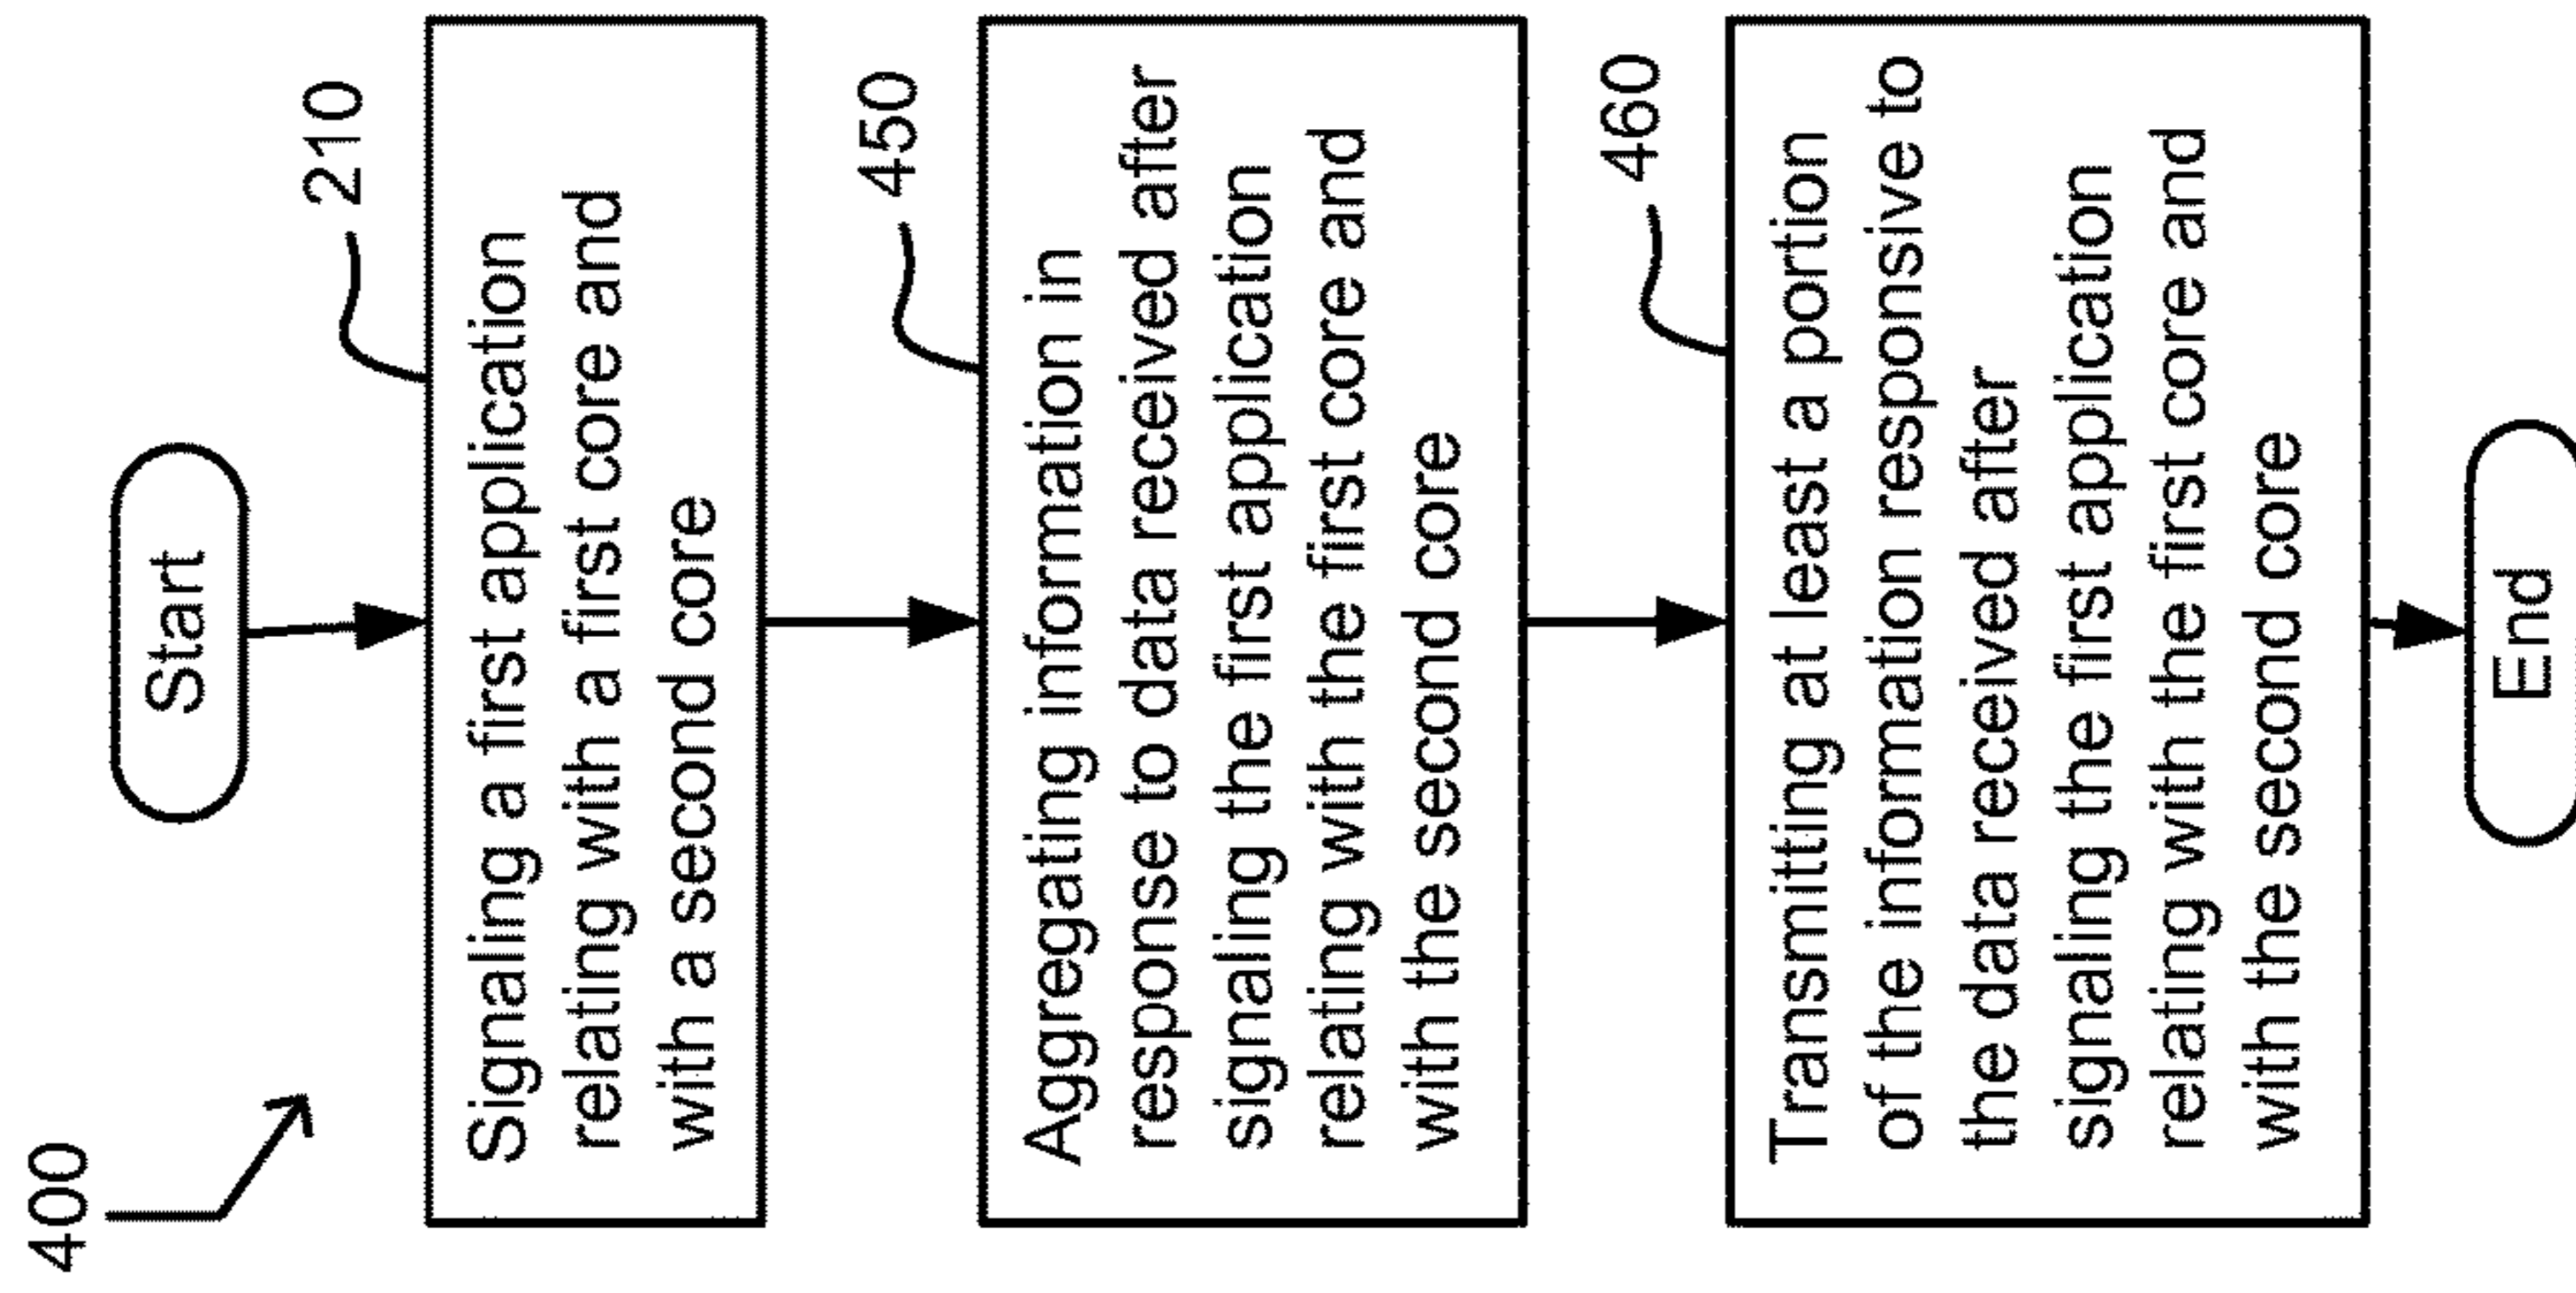 400
Start
210
Signaling a first application
relating with a first core and
with a second core
450
Aggregating information in
response to data received after
signaling the first application
relating with the first core and
with the second core
460
Transmitting at least a portion
of the information responsive to
the data received after
signaling the first application
relating with the first core and
with the second core
End